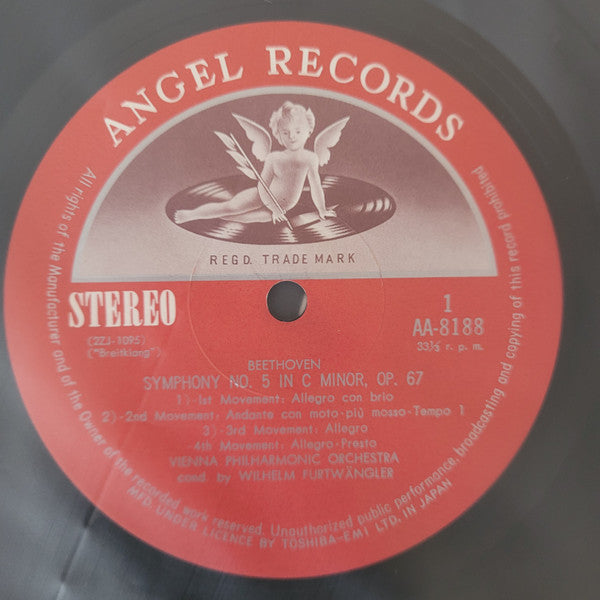 ANGEL RECORDS
REGD. TRADE MARK
STEREO
(2ZJ-1095)
("Breitklang")
1
AA-8188
33⅓ r. p. m.
BEETHOVEN
SYMPHONY NO. 5 IN C MINOR, OP. 67
1)-1st Movement: Allegro con brio
2)-2nd Movement: Andante con moto-più mosso-Tempo 1
3)-3rd Movement: Allegro
-4th Movement: Allegro-Presto
VIENNA PHILHARMONIC ORCHESTRA
cond. by WILHELM FURTWÄNGLER
All rights of the Manufacturer and of the Owner of the recorded work reserved. Unauthorized public performance, broadcasting and copying of this record prohibited
MFD. UNDER LICENCE BY TOSHIBA-EMI LTD. IN JAPAN